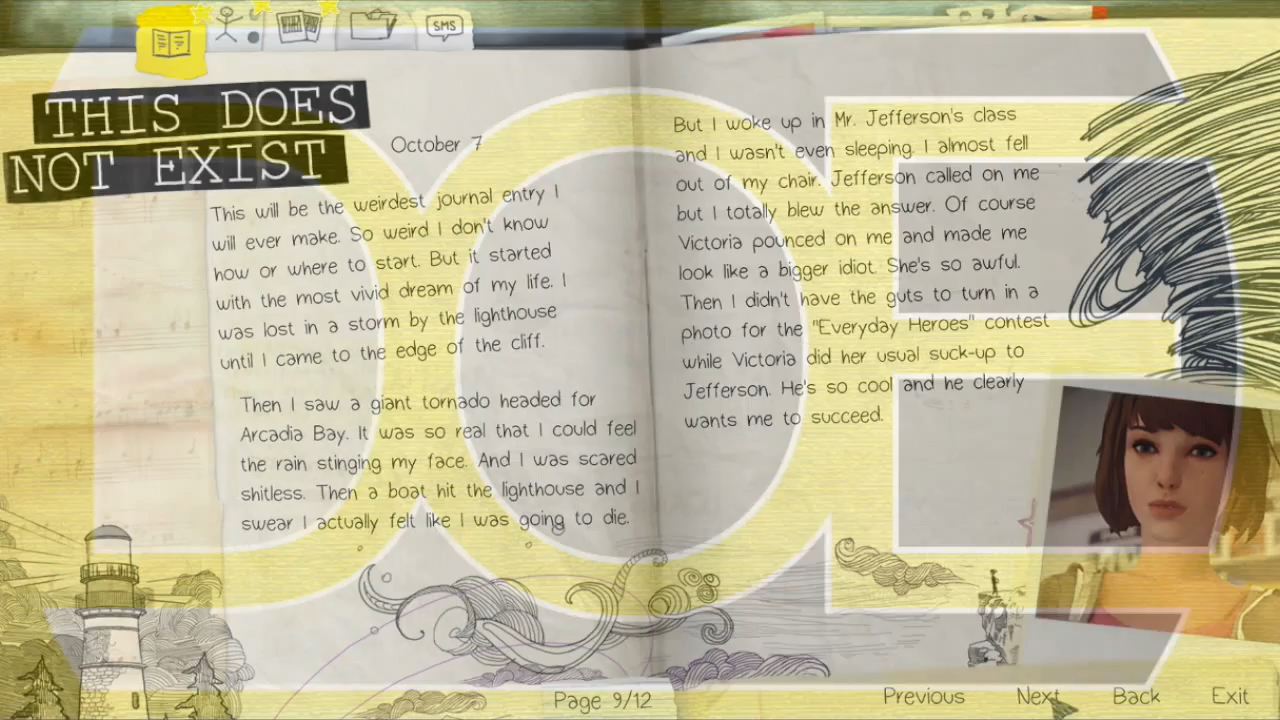 SMS
THIS DOES
NOT EXIST
October 7
This will be the weirdest journal entry I
will ever make. So weird I don't know
how or where to start. But it started
with the most vivid dream of my life. I
was lost in a storm by the lighthouse
until I came to the edge of the cliff.
Then I saw a giant tornado headed for
Arcadia Bay. It was so real that I could feel
the rain stinging my face. And I was scared
shitless. Then a boat hit the lighthouse and I
swear I actually felt like I was going to die.
But I woke up in Mr. Jefferson's class
and I wasn't even sleeping. I almost fell
out of my chair. Jefferson called on me
but I totally blew the answer. Of course
Victoria pounced on me and made me
look like a bigger idiot. She's so awful.
Then I didn't have the guts to turn in a
photo for the "Everyday Heroes" contest
while Victoria did her usual suck-up to
Jefferson. He's so cool and he clearly
wants me to succeed.
DOE
Page 9/12
Previous Next Back Exit